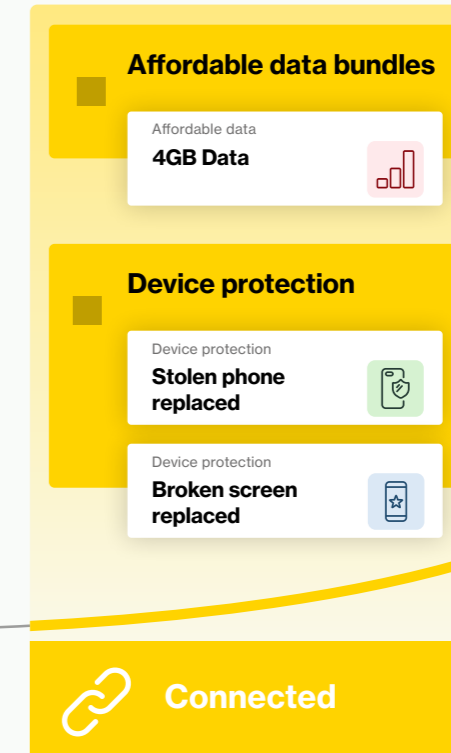 Affordable data bundles
Affordable data
4GB Data
Device protection
Device protection
Stolen phone
replaced
Device protection
Broken screen
replaced
Connected